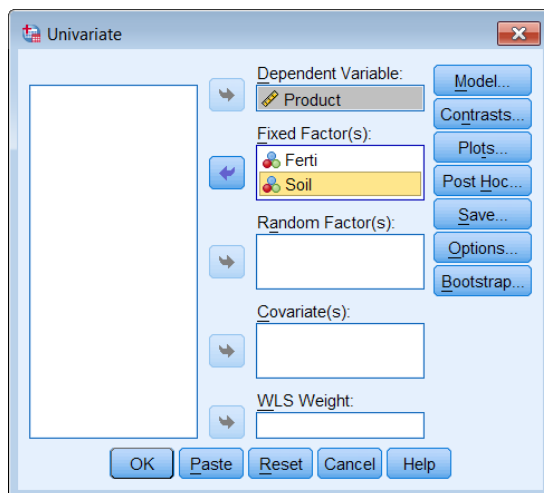 Univariate
Dependent Variable:
Product
Fixed Factor(s):
Ferti
Soil
Random Factor(s):
Covariate(s):
WLS Weight:
Model...
Contrasts...
Plots...
Post Hoc...
Save...
Options...
Bootstrap...
OK Paste Reset Cancel Help